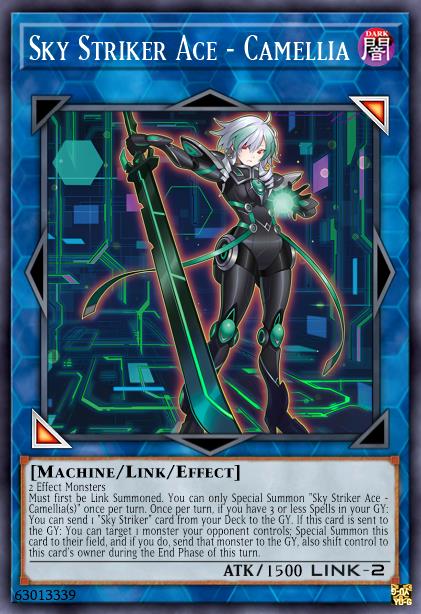 Sky Striker Ace - Camellia
DARK
闇
[Machine/Link/Effect]
2 Effect Monsters
Must first be Link Summoned. You can only Special Summon "Sky Striker Ace -
Camellia(s)" once per turn. Once per turn, if you have 3 or less Spells in your GY:
You can send 1 "Sky Striker" card from your Deck to the GY. If this card is sent to
the GY: You can target 1 monster your opponent controls; Special Summon this
card to their field, and if you do, send that monster to the GY, also shift control to
this card's owner during the End Phase of this turn.
ATK/1500 LINK-2
63013339